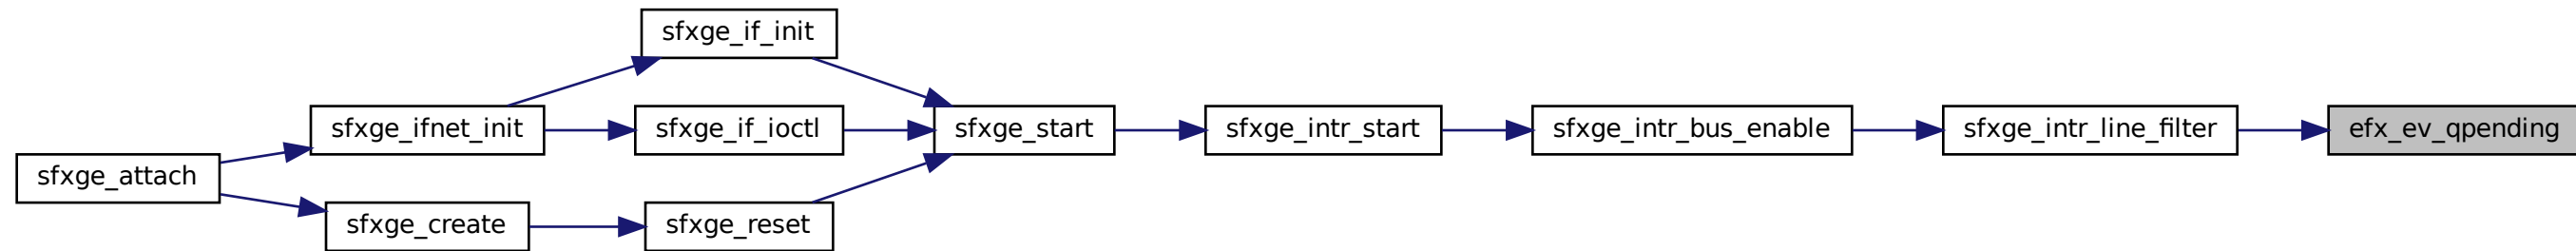 sfxge_if_init
sfxge_ifnet_init
sfxge_if_ioctl
sfxge_start
sfxge_intr_start
sfxge_intr_bus_enable
sfxge_intr_line_filter
efx_ev_qpending
sfxge_attach
sfxge_create
sfxge_reset